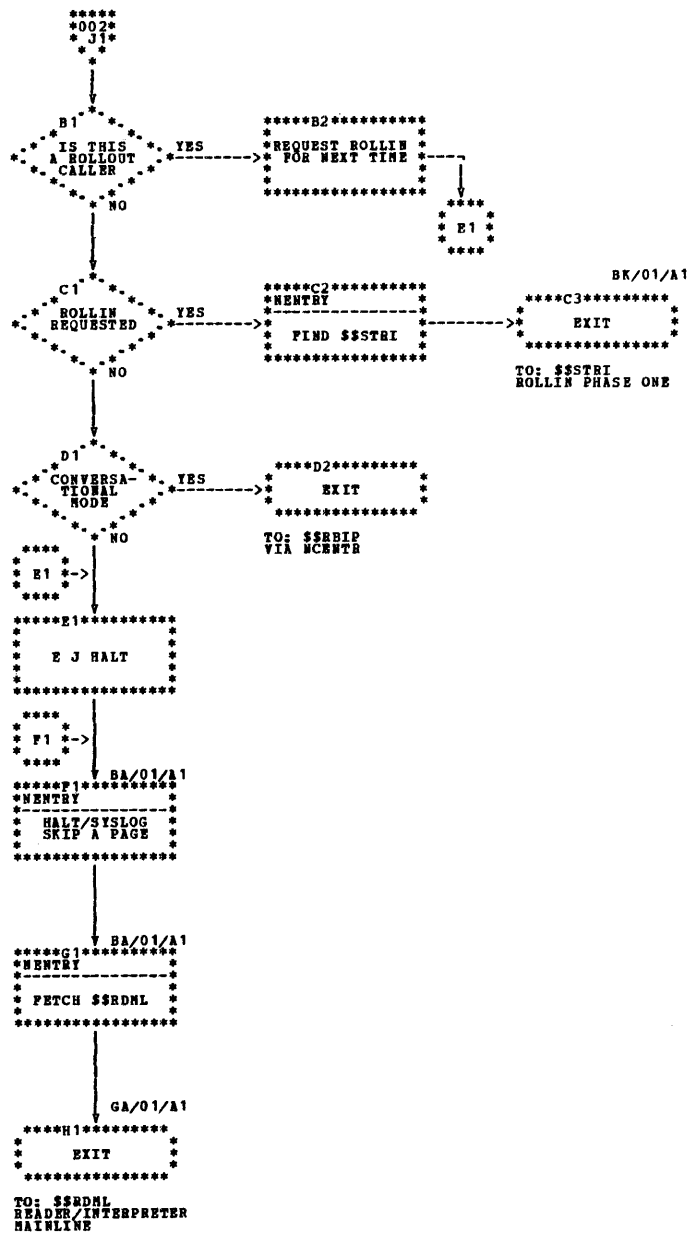 002
J1
B1
IS THIS
A ROLLOUT
CALLER
YES
NO
B2
REQUEST ROLLIN
FOR NEXT TIME
E1
C1
ROLLIN
REQUESTED
YES
NO
C2
NENTRY
FIND $$STRI
BK/01/A1
C3
EXIT
TO: $$STRI
ROLLIN PHASE ONE
D1
CONVERSA-
TIONAL
MODE
YES
NO
D2
EXIT
TO: $$RBIP
VIA NCENTR
E1
E1
E J HALT
F1
BA/01/A1
F1
NENTRY
HALT/SYSLOG
SKIP A PAGE
BA/01/A1
G1
NENTRY
FETCH $$RDML
GA/01/A1
H1
EXIT
TO: $$RDML
READER/INTERPRETER
MAINLINE